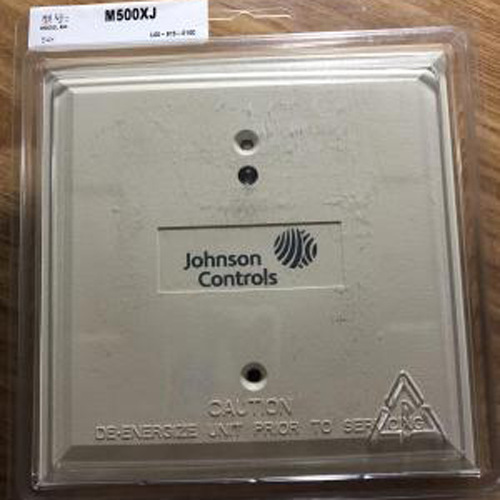 M500XJ
Johnson
Controls
CAUTION
DE-ENERGIZE UNIT PRIOR TO SERVICING